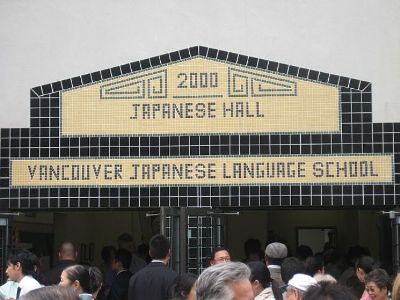 2000
JAPANESE HALL
VANCOUVER JAPANESE LANGUAGE SCHOOL